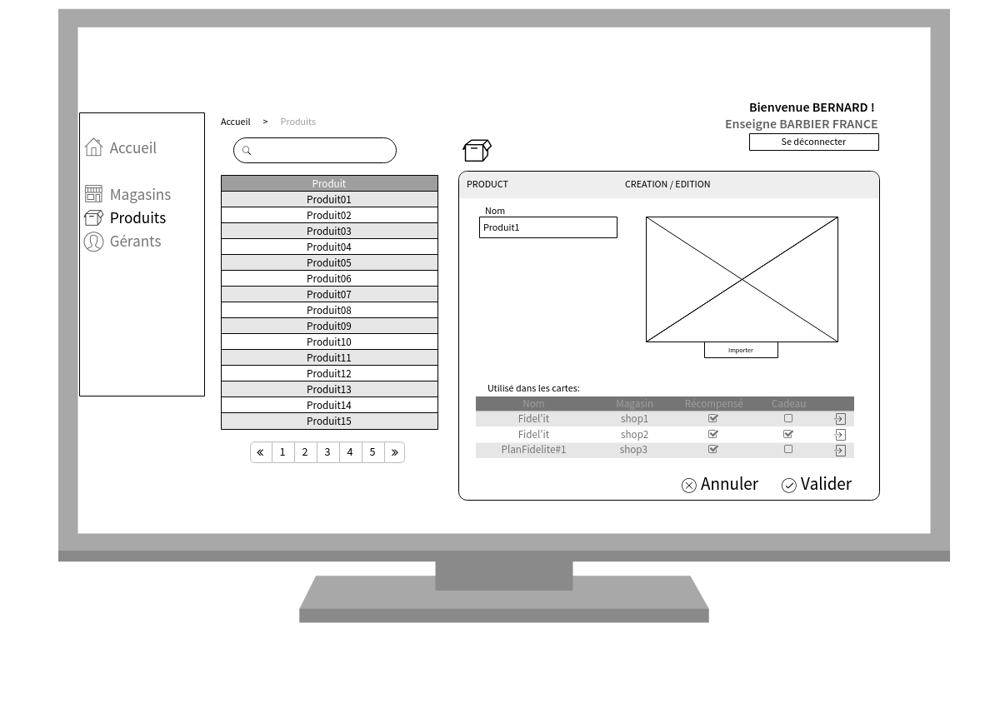 Bienvenue BERNARD !
Enseigne BARBIER FRANCE
Se déconnecter
Accueil
Magasins
Produits
Gérants
Accueil > Produits
Produit
Produit01
Produit02
Produit03
Produit04
Produit05
Produit06
Produit07
Produit08
Produit09
Produit10
Produit11
Produit12
Produit13
Produit14
Produit15
« 1 2 3 4 5 »
PRODUCT CREATION / EDITION
Nom
Produit1
Importer
Utilisé dans les cartes:
Nom Magasin Récompensé Cadeau
Fidel'it shop1
Fidel'it shop2
PlanFidelite#1 shop3
Annuler Valider